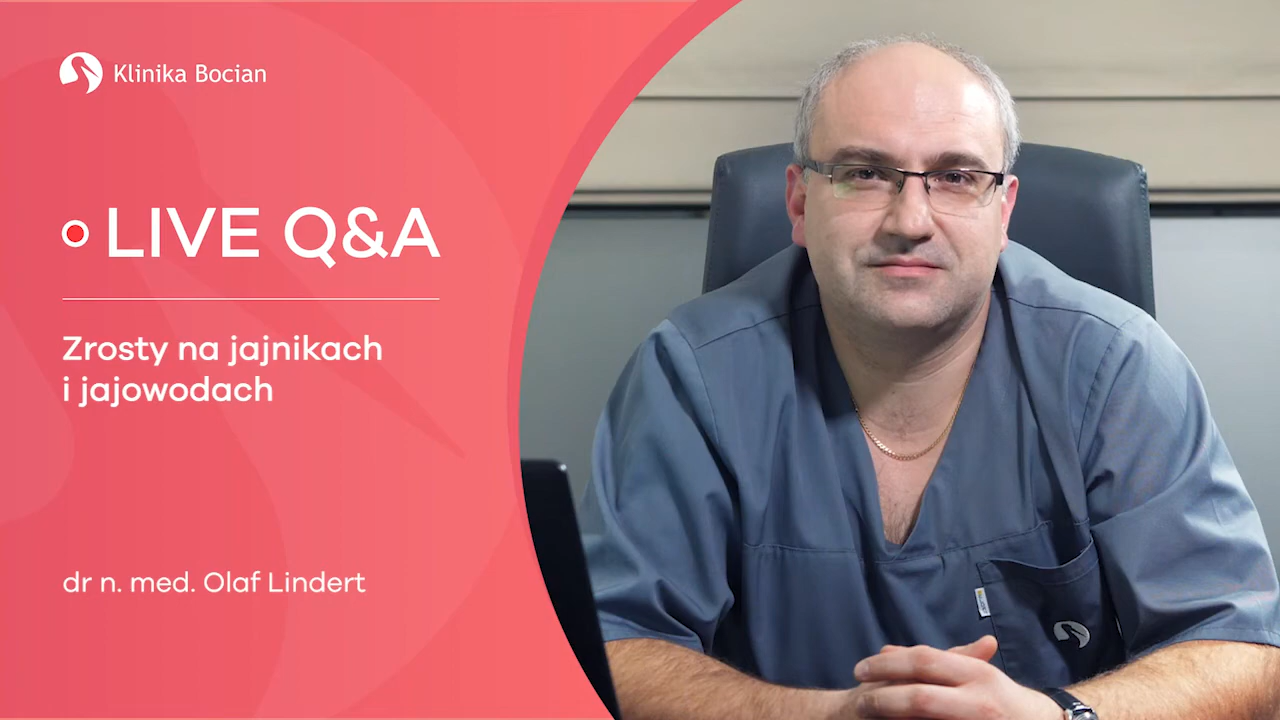 Klinika Bocian
LIVE Q&A
Zrosty na jajnikach
i jajowodach
dr n. med. Olaf Lindert